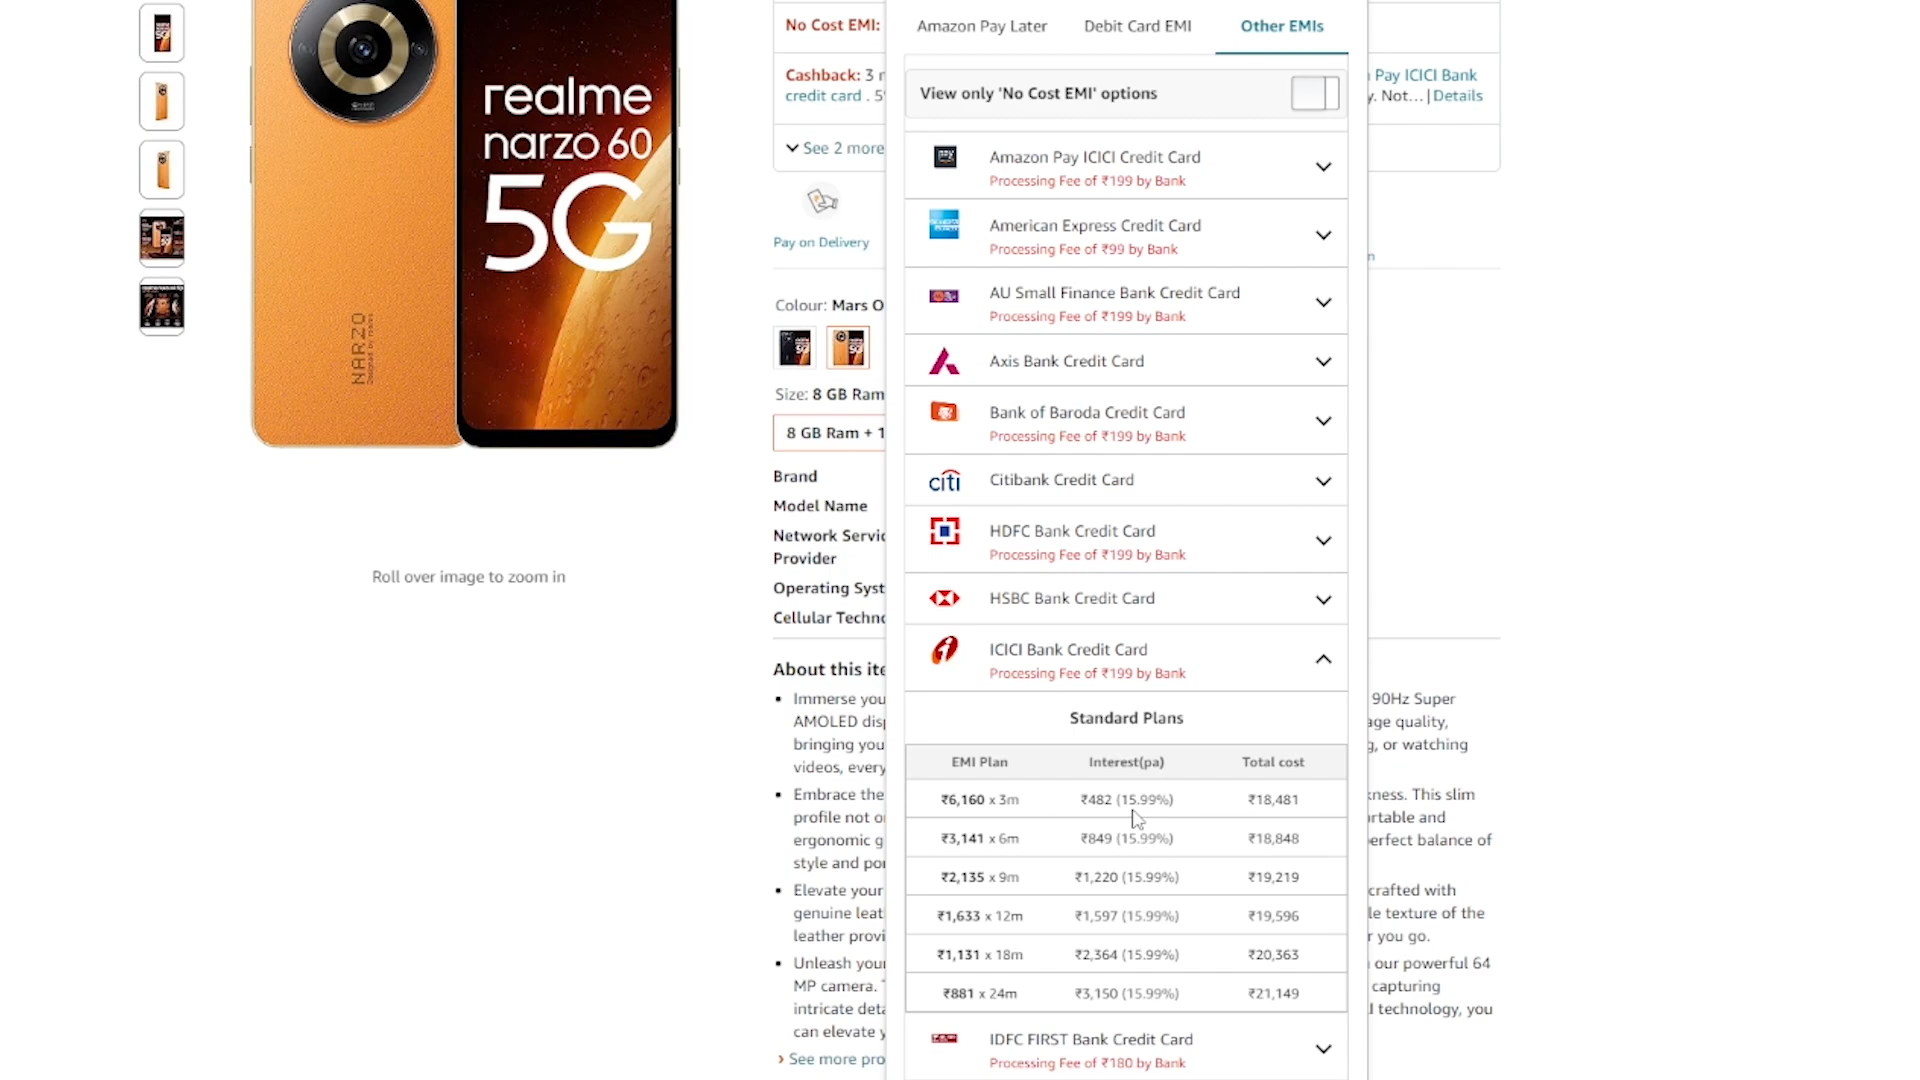 realme
narzo 60
5G
NARZO
Roll over image to zoom in
No Cost EMI:
Cashback: 3
credit card . 5
See 2 more
Pay on Delivery
Colour: Mars O
Size: 8 GB Ram
8 GB Ram + 1
Brand
Model Name
Network Servic
Provider
Operating Syst
Cellular Techno
About this ite
Immerse you
AMOLED disp
bringing you
videos, every
Embrace the
profile not o
ergonomic g
style and por
Elevate your
genuine leat
leather provi
Unleash your
MP camera.
intricate deta
can elevate y
› See more pro
Amazon Pay Later
Debit Card EMI
Other EMIs
View only 'No Cost EMI' options
pay
Amazon Pay ICICI Credit Card
Processing Fee of ₹199 by Bank
American Express Credit Card
Processing Fee of ₹99 by Bank
AU Small Finance Bank Credit Card
Processing Fee of ₹199 by Bank
Axis Bank Credit Card
Bank of Baroda Credit Card
Processing Fee of ₹199 by Bank
citi Citibank Credit Card
HDFC Bank Credit Card
Processing Fee of ₹199 by Bank
HSBC Bank Credit Card
ICICI Bank Credit Card
Processing Fee of ₹199 by Bank
Standard Plans
EMI Plan Interest(pa) Total cost
₹6,160 x 3m ₹482 (15.99%) ₹18,481
₹3,141 x 6m ₹849 (15.99%) ₹18,848
₹2,135 x 9m ₹1,220 (15.99%) ₹19,219
₹1,633 x 12m ₹1,597 (15.99%) ₹19,596
₹1,131 x 18m ₹2,364 (15.99%) ₹20,363
₹881 x 24m ₹3,150 (15.99%) ₹21,149
IDFC FIRST Bank Credit Card
Processing Fee of ₹180 by Bank
Pay ICICI Bank
y. Not... | Details
90Hz Super
age quality,
g, or watching
kness. This slim
ortable and
erfect balance of
crafted with
le texture of the
r you go.
our powerful 64
capturing
l technology, you